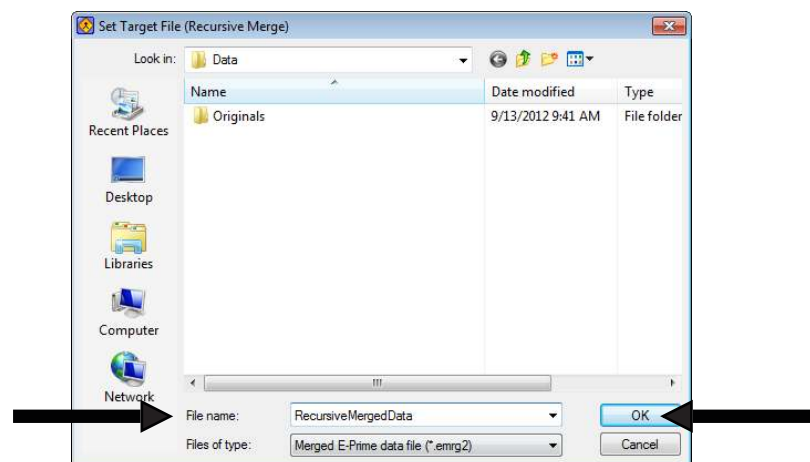 Set Target File (Recursive Merge)
Look in: Data
Name Date modified Type
Originals 9/13/2012 9:41 AM File folder
Recent Places
Desktop
Libraries
Computer
Network
File name: RecursiveMergedData OK
Files of type: Merged E-Prime data file (*.emrg2) Cancel